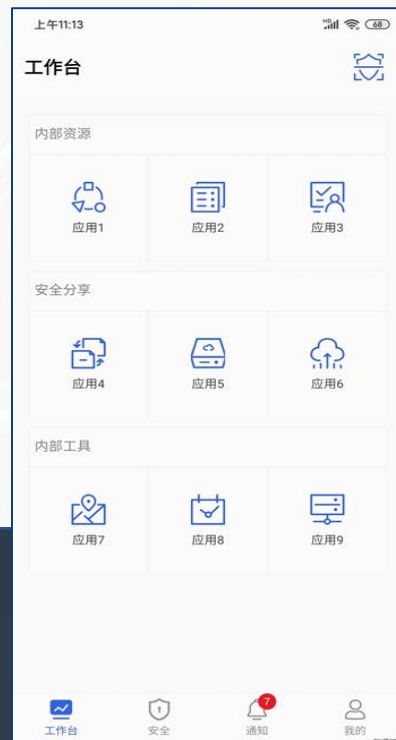 上午11:13
HD
68
工作台
内部资源
应用1
应用2
应用3
安全分享
应用4
应用5
应用6
内部工具
应用7
应用8
应用9
7
工作台
安全
通知
我的